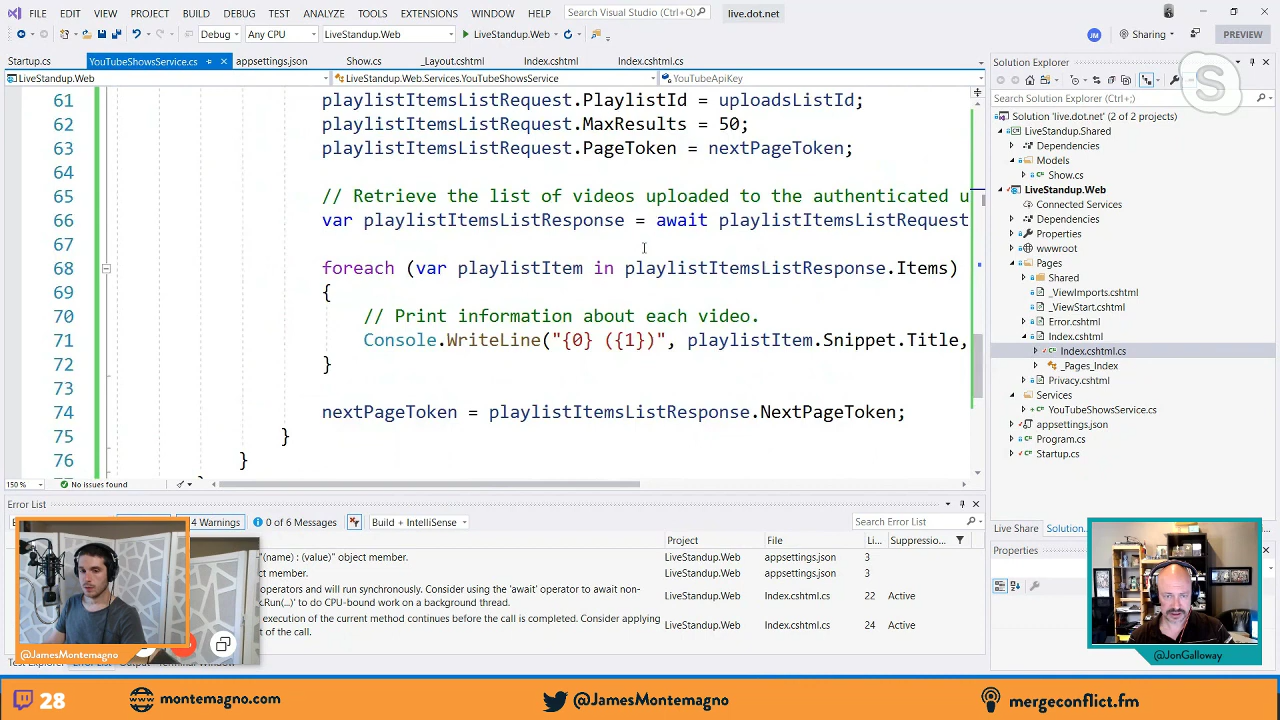 FILE EDIT VIEW PROJECT BUILD DEBUG TEST ANALYZE TOOLS EXTENSIONS WINDOW HELP Search Visual Studio (Ctrl+Q) live.dot.net
Debug Any CPU LiveStandup.Web LiveStandup.Web JM Sharing PREVIEW
Startup.cs YouTubeShowsService.cs appsettings.json Show.cs _Layout.cshtml Index.cshtml Index.cshtml.cs
LiveStandup.Web LiveStandup.Web.Services.YouTubeShowsService YouTubeApiKey
61 playlistItemsListRequest.PlaylistId = uploadsListId;
62 playlistItemsListRequest.MaxResults = 50;
63 playlistItemsListRequest.PageToken = nextPageToken;
64
65 // Retrieve the list of videos uploaded to the authenticated u
66 var playlistItemsListResponse = await playlistItemsListRequest
67
68 foreach (var playlistItem in playlistItemsListResponse.Items)
69 {
70 // Print information about each video.
71 Console.WriteLine("{0} ({1})", playlistItem.Snippet.Title,
72 }
73
74 nextPageToken = playlistItemsListResponse.NextPageToken;
75 }
76 }
150 % No issues found
Solution Explorer
Search Solution Explorer (Ctrl+;)
Solution 'live.dot.net' (2 of 2 projects)
LiveStandup.Shared
Dependencies
Models
Show.cs
LiveStandup.Web
Connected Services
Dependencies
Properties
wwwroot
Pages
Shared
_ViewImports.cshtml
_ViewStart.cshtml
Error.cshtml
Index.cshtml
Index.cshtml.cs
_Pages_Index
Privacy.cshtml
Services
YouTubeShowsService.cs
appsettings.json
Program.cs
Startup.cs
Live Share Solution...
Properties
Error List
4 Warnings 0 of 6 Messages Build + IntelliSense Search Error List
Project File Li... Suppressio...
"(name) : (value)" object member. LiveStandup.Web appsettings.json 3
ct member. LiveStandup.Web appsettings.json 3
operators and will run synchronously. Consider using the 'await' operator to await non-
k.Run(...)' to do CPU-bound work on a background thread. LiveStandup.Web Index.cshtml.cs 22 Active
execution of the current method continues before the call is completed. Consider applying
t of the call. LiveStandup.Web Index.cshtml.cs 24 Active
@JamesMontemagno
@JonGalloway
28 montemagno.com @JamesMontemagno mergeconflict.fm